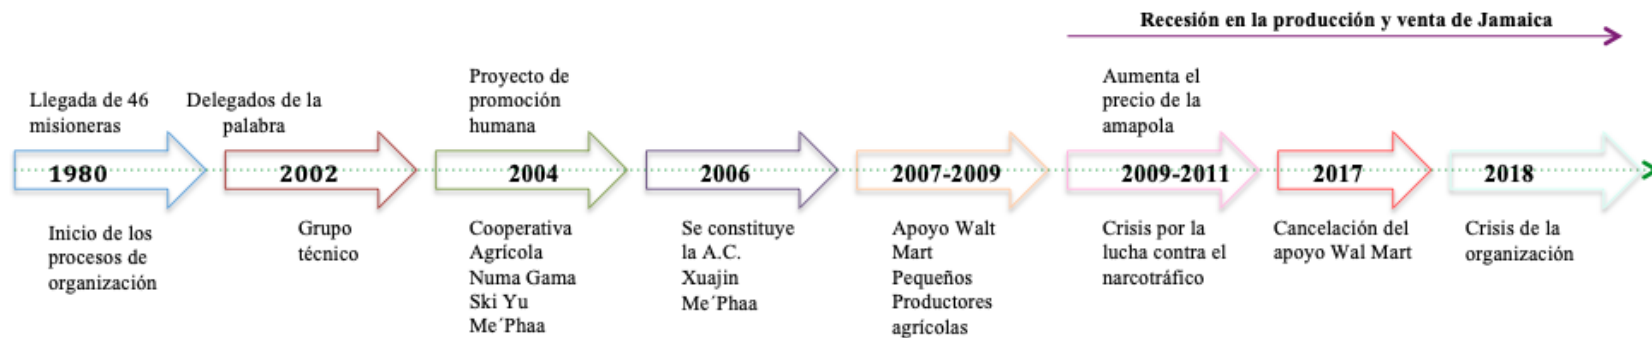 Recesión en la producción y venta de Jamaica
Llegada de 46
misioneras
1980
Inicio de los
procesos de
organización
Delegados de la
palabra
2002
Grupo
técnico
Proyecto de
promoción
humana
2004
Cooperativa
Agrícola
Numa Gama
Ski Yu
Me´Phaa
2006
Se constituye
la A.C.
Xuajin
Me´Phaa
2007-2009
Apoyo Walt
Mart
Pequeños
Productores
agrícolas
Aumenta el
precio de la
amapola
2009-2011
Crisis por la
lucha contra el
narcotráfico
2017
Cancelación del
apoyo Wal Mart
2018
Crisis de la
organización